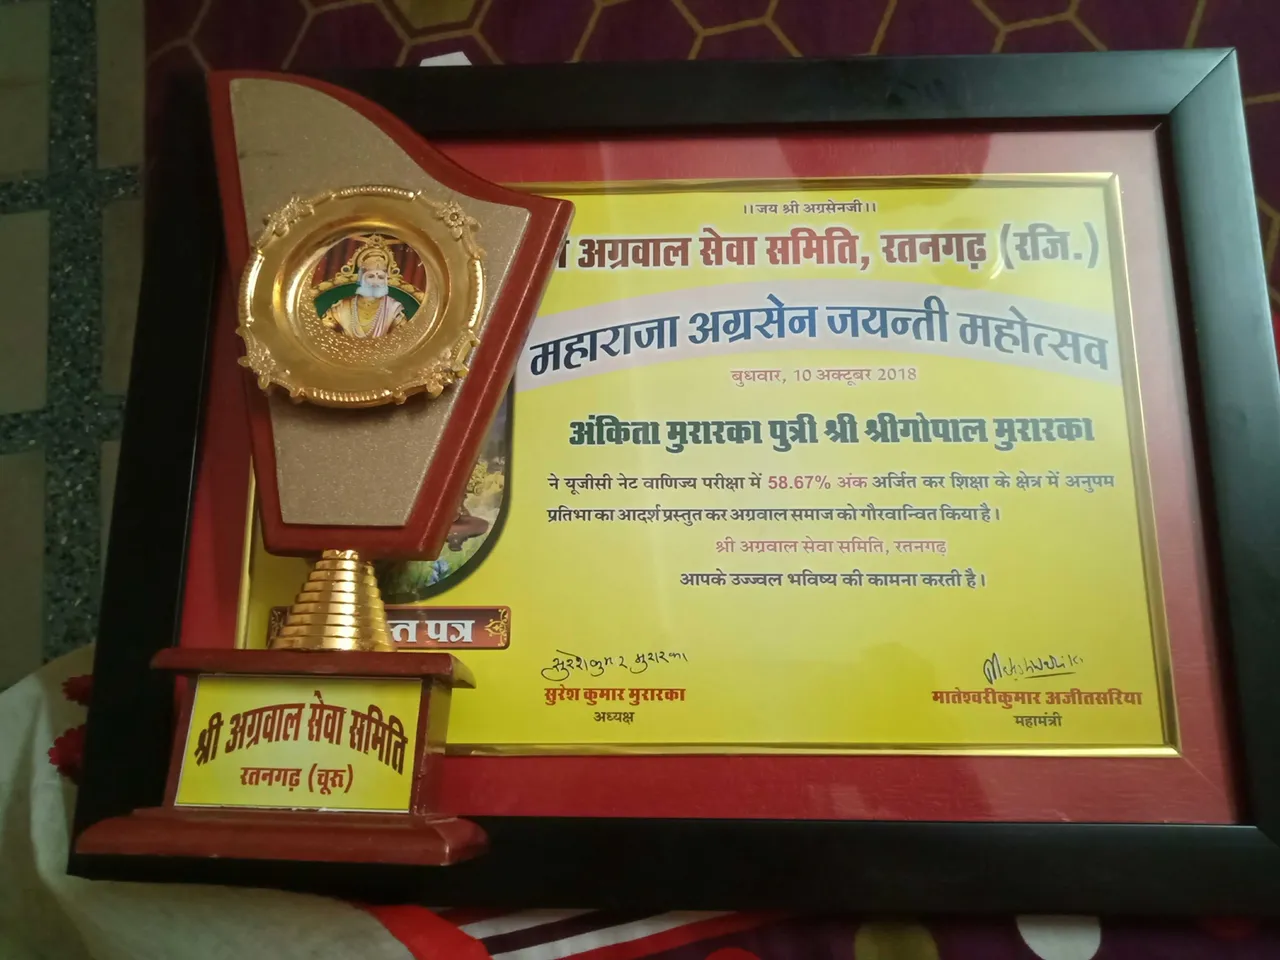 ।।जय श्री अग्रसेनजी।।
अग्रवाल सेवा समिति, रतनगढ़ (रजि.)
महाराजा अग्रसेन जयन्ती महोत्सव
बुधवार, 10 अक्टूबर 2018
अंकिता मुरारका पुत्री श्री श्रीगोपाल मुरारका
ने यूजीसी नेट वाणिज्य परीक्षा में 58.67% अंक अर्जित कर शिक्षा के क्षेत्र में अनुपम
प्रतिभा का आदर्श प्रस्तुत कर अग्रवाल समाज को गौरवान्वित किया है।
श्री अग्रवाल सेवा समिति, रतनगढ़
आपके उज्ज्वल भविष्य की कामना करती है।
पत्र
सुरेश कुमार मुरारका
सुरेश कुमार मुरारका
अध्यक्ष
मातेश्वरीकुमार अजीतसरिया
महामंत्री
श्री अग्रवाल सेवा समिति
रतनगढ़ (चूरू)